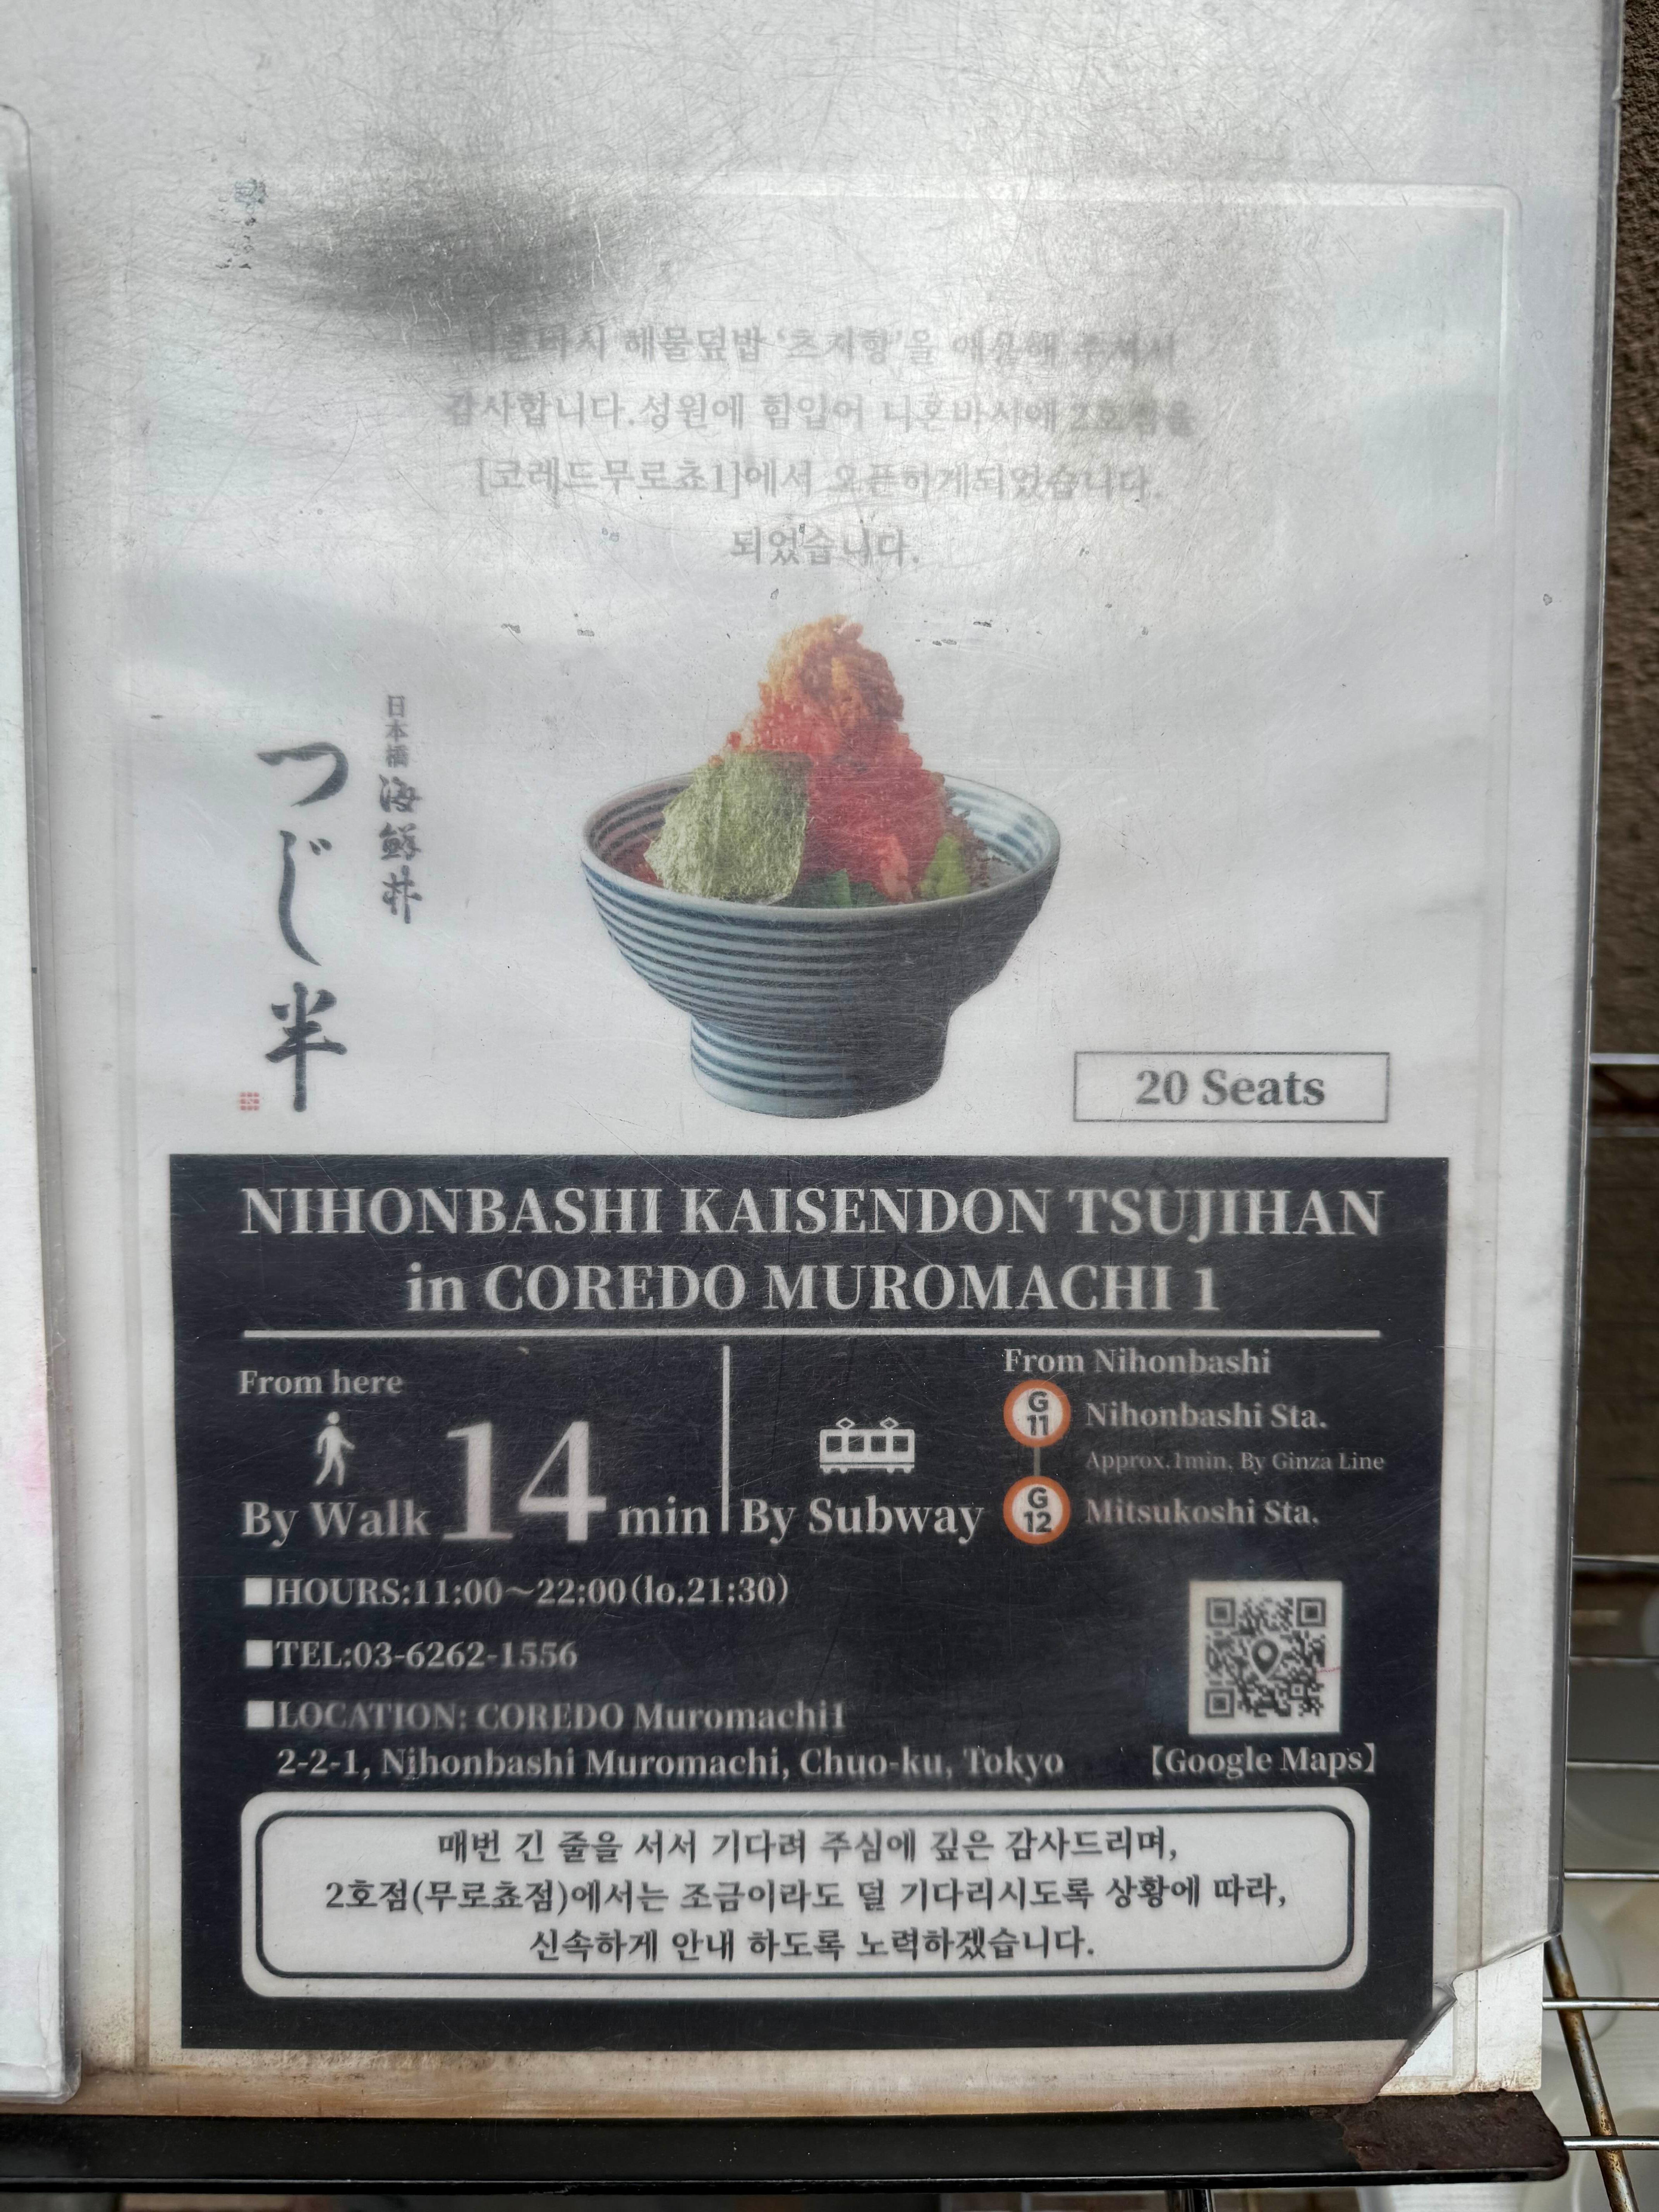 니혼바시 해물덮밥 ‘츠지항’을 애용해 주셔서
감사합니다.성원에 힘입어 니혼바시에 2호점을
[코레드무로쵸1]에서 오픈하게되었습니다.
되었습니다.
日本橋 海鮮丼
つじ半
20 Seats
NIHONBASHI KAISENDON TSUJIHAN
in COREDO MUROMACHI 1
From here
By Walk 14 min
By Subway
From Nihonbashi
G 11 Nihonbashi Sta.
Approx.1min. By Ginza Line
G 12 Mitsukoshi Sta.
■HOURS:11:00～22:00(lo.21:30)
■TEL:03-6262-1556
■LOCATION: COREDO Muromachi1
2-2-1, Nihonbashi Muromachi, Chuo-ku, Tokyo
【Google Maps】
매번 긴 줄을 서서 기다려 주심에 깊은 감사드리며,
2호점(무로쵸점)에서는 조금이라도 덜 기다리시도록 상황에 따라,
신속하게 안내 하도록 노력하겠습니다.